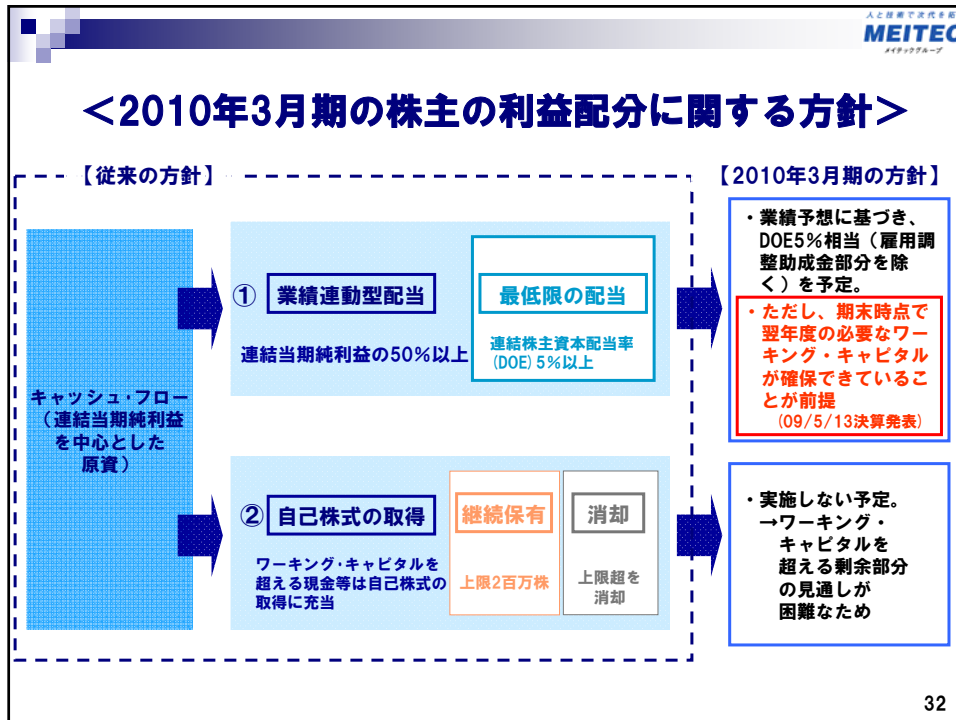 人と技術で次代を拓
MEITEC
メイテックグループ
＜2010年3月期の株主の利益配分に関する方針＞
【従来の方針】
【2010年3月期の方針】
キャッシュ・フロー
（連結当期純利益
を中心とした
原資）
① 業績連動型配当
連結当期純利益の50%以上
最低限の配当
連結株主資本配当率
(DOE)5%以上
・業績予想に基づき、
DOE5%相当（雇用調
整助成金部分を除
く）を予定。
・ただし、期末時点で
翌年度の必要なワー
キング・キャピタル
が確保できているこ
とが前提
(09/5/13決算発表)
② 自己株式の取得
ワーキング・キャピタルを
超える現金等は自己株式の
取得に充当
継続保有
上限2百万株
消却
上限超を
消却
・実施しない予定。
→ワーキング・
キャピタルを
超える剰余部分
の見通しが
困難なため
32